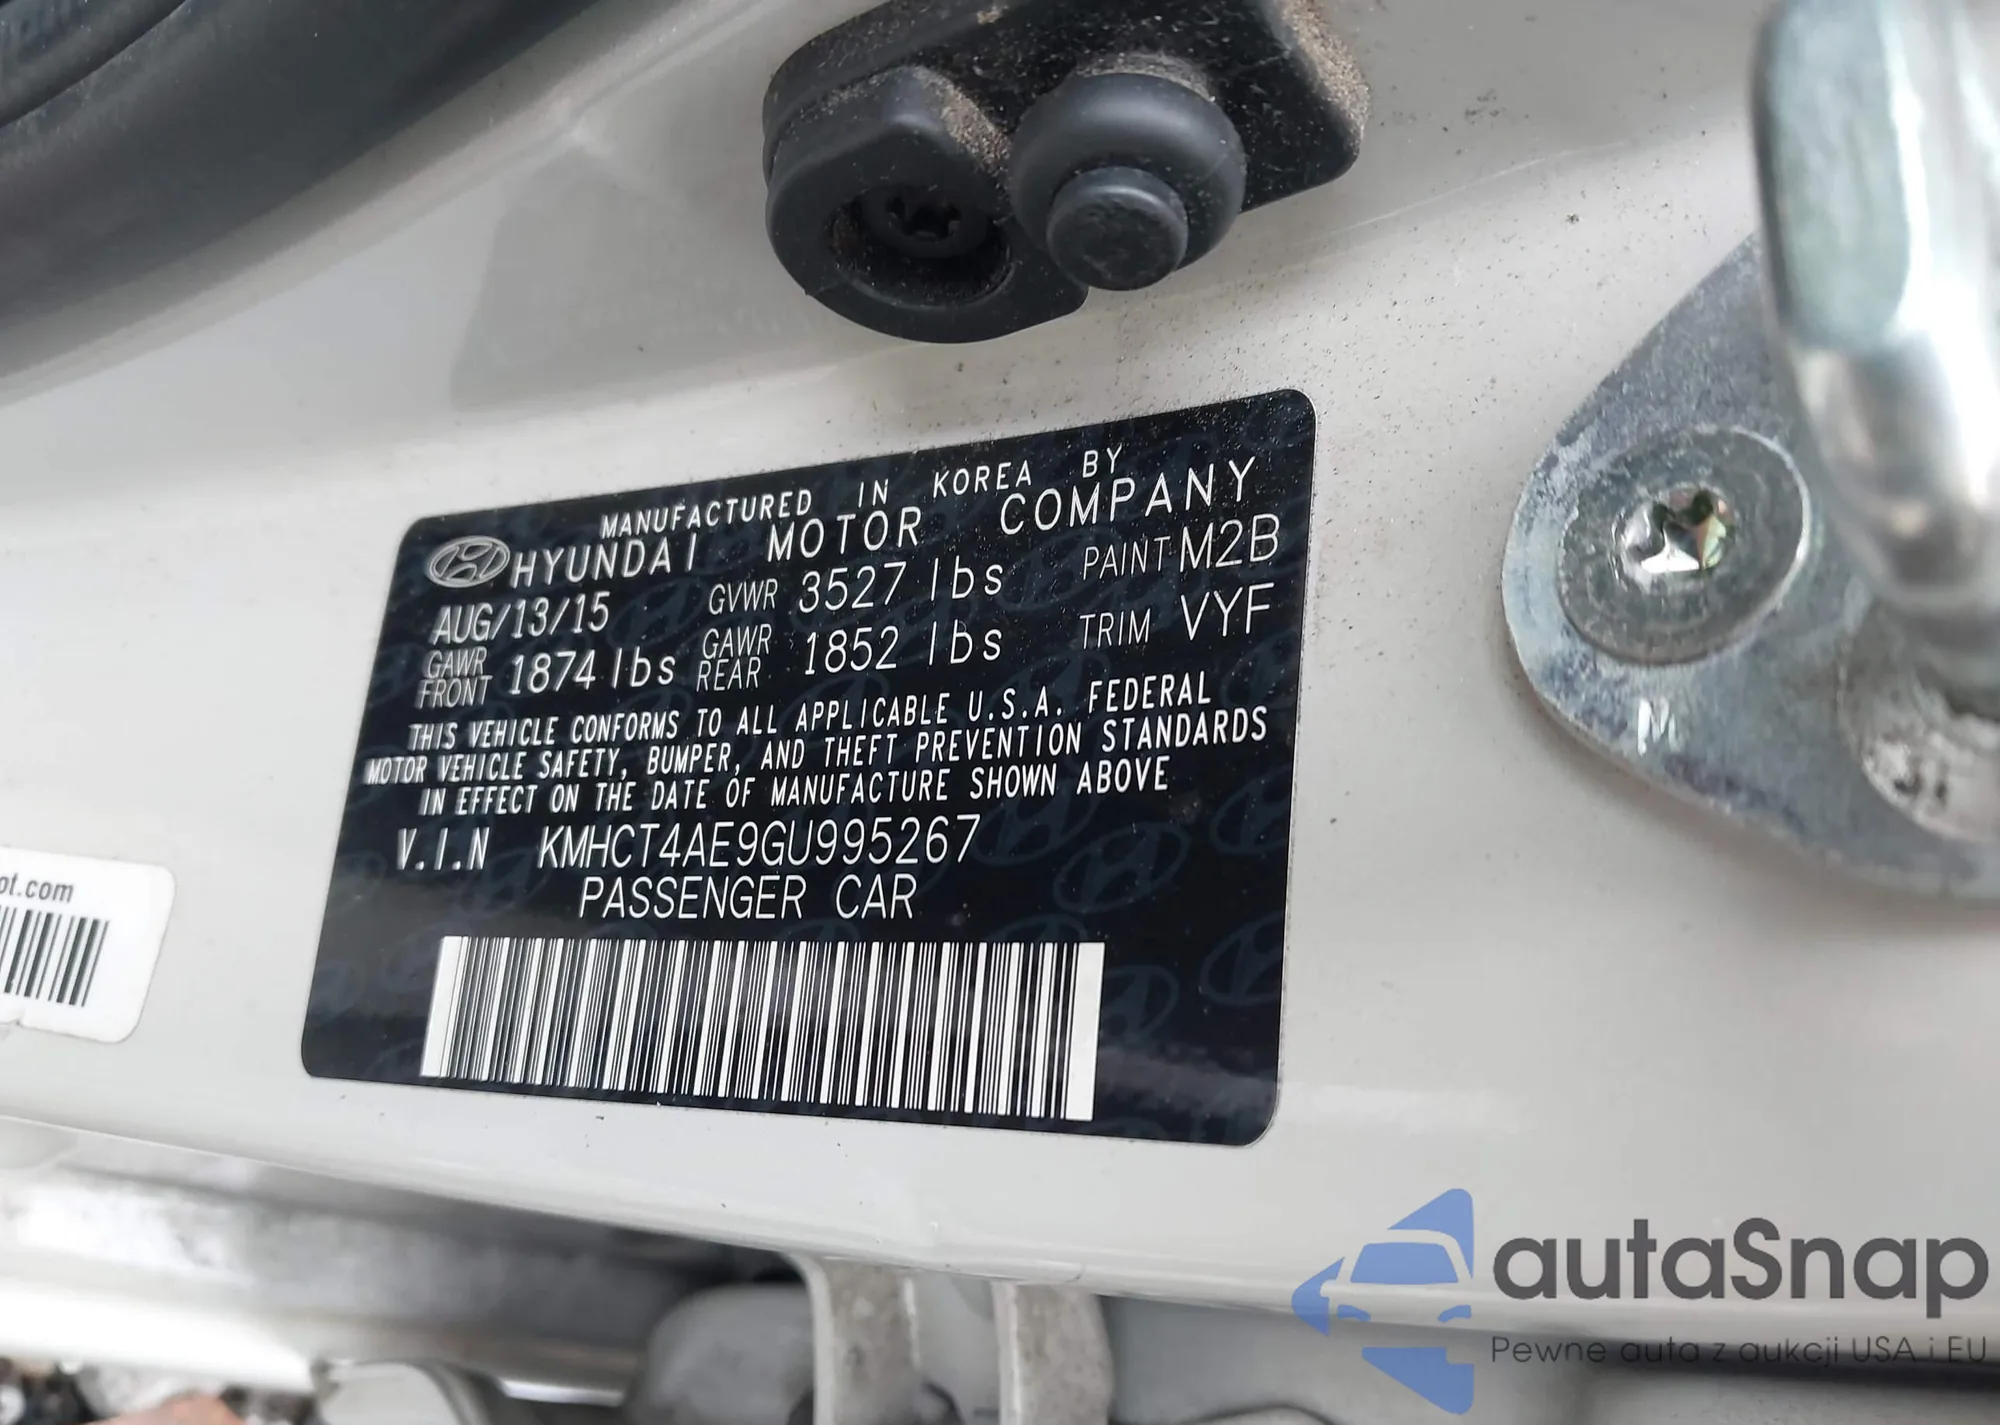 MANUFACTURED IN KOREA BY
HYUNDAI MOTOR COMPANY
AUG/13/15 GVWR 3527 lbs PAINT M2B
GAWR FRONT 1874 lbs GAWR REAR 1852 lbs TRIM VYF
THIS VEHICLE CONFORMS TO ALL APPLICABLE U.S.A. FEDERAL
MOTOR VEHICLE SAFETY, BUMPER, AND THEFT PREVENTION STANDARDS
IN EFFECT ON THE DATE OF MANUFACTURE SHOWN ABOVE
V.I.N KMHCT4AE9GU995267
PASSENGER CAR
ot.com
M
autaSnap
Pewne auta z aukcji USA i EU